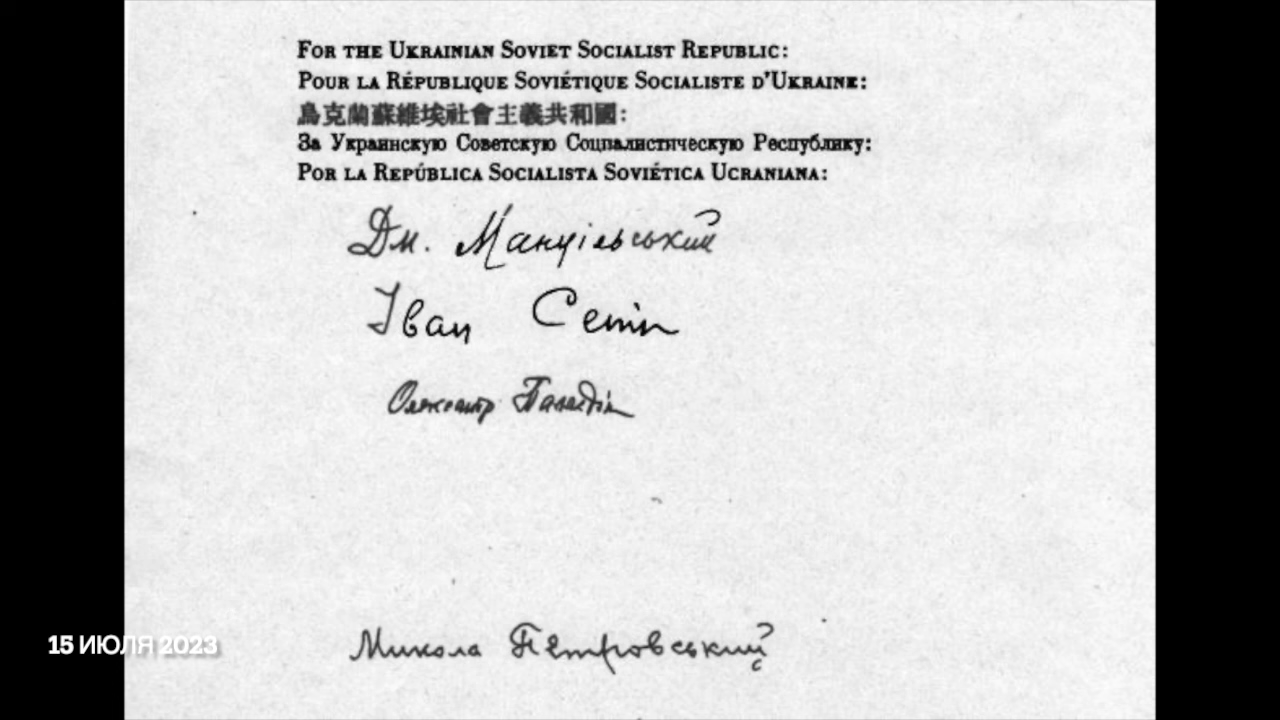 FOR THE UKRAINIAN SOVIET SOCIALIST REPUBLIC:
POUR LA RÉPUBLIQUE SOVIÉTIQUE SOCIALISTE D'UKRAINE:
烏克蘭蘇維埃社會主義共和國:
За Украинскую Советскую Социалистическую Республику:
POR LA REPÚBLICA SOCIALISTA SOVIÉTICA UCRANIANA:
Дм. Мануїльський
Іван Сенін
Олександр Палладін
Микола Петровський
15 ИЮЛЯ 2023